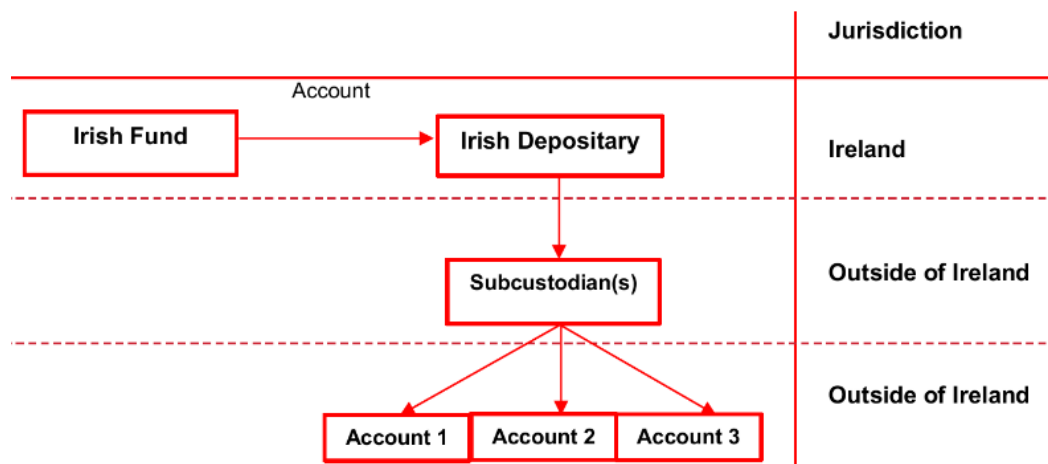 Jurisdiction
Account
Irish Fund
Irish Depositary
Ireland
Subcustodian(s)
Outside of Ireland
Outside of Ireland
Account 1
Account 2
Account 3